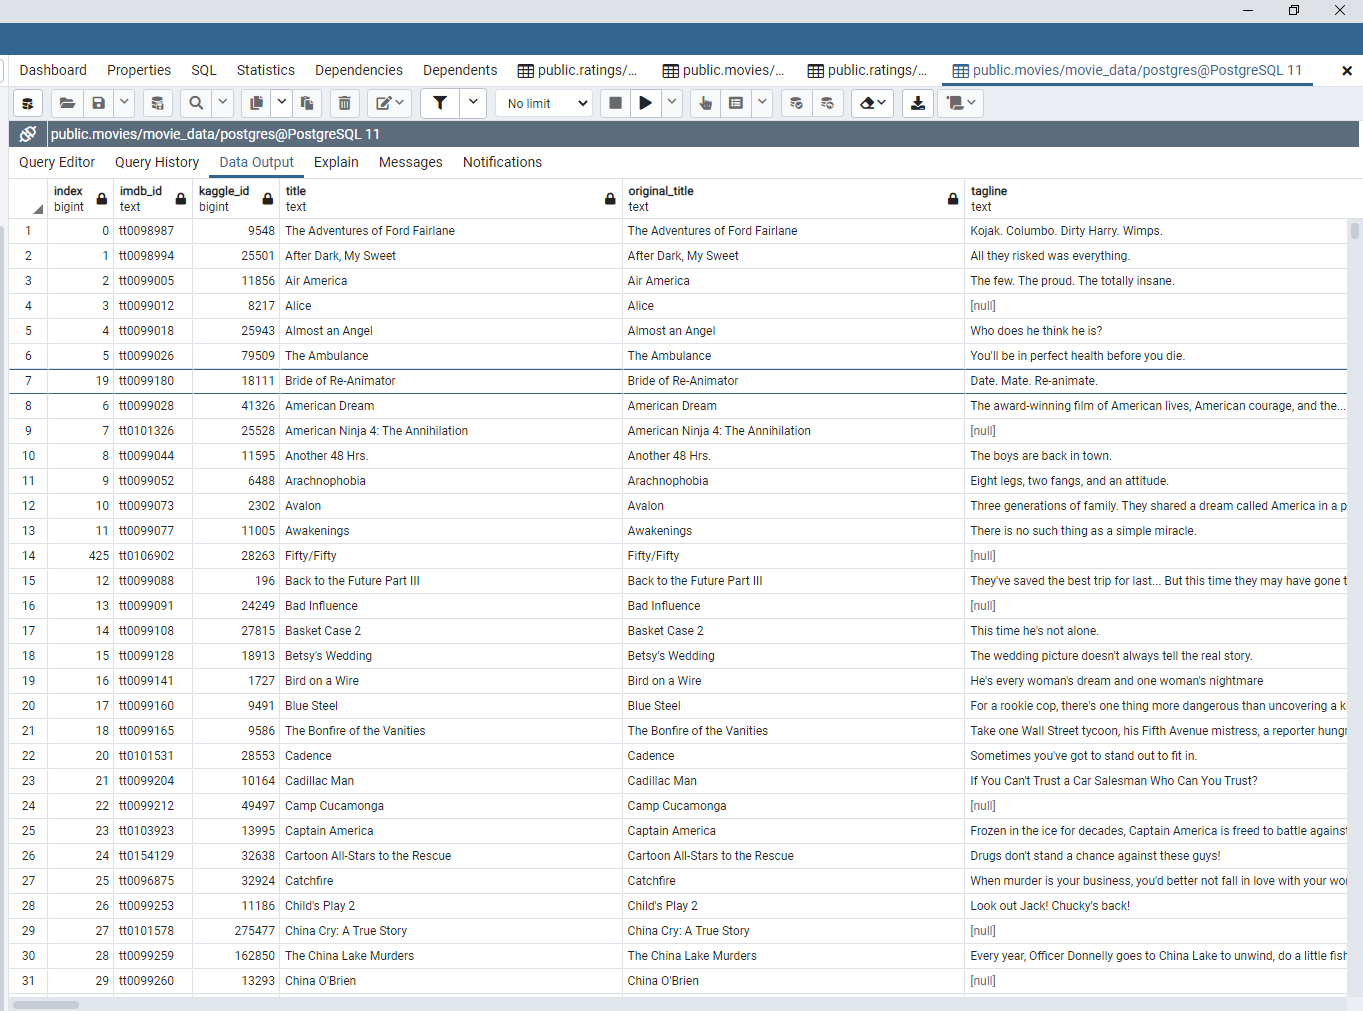 Dashboard Properties SQL Statistics Dependencies Dependents public.ratings/... public.movies/... public.ratings/... public.movies/movie_data/postgres@PostgreSQL 11
No limit
public.movies/movie_data/postgres@PostgreSQL 11
Query Editor Query History Data Output Explain Messages Notifications
index imdb_id kaggle_id title original_title tagline
bigint text bigint text text text
1 0 tt0098987 9548 The Adventures of Ford Fairlane The Adventures of Ford Fairlane Kojak. Columbo. Dirty Harry. Wimps.
2 1 tt0098994 25501 After Dark, My Sweet After Dark, My Sweet All they risked was everything.
3 2 tt0099005 11856 Air America Air America The few. The proud. The totally insane.
4 3 tt0099012 8217 Alice Alice [null]
5 4 tt0099018 25943 Almost an Angel Almost an Angel Who does he think he is?
6 5 tt0099026 79509 The Ambulance The Ambulance You'll be in perfect health before you die.
7 19 tt0099180 18111 Bride of Re-Animator Bride of Re-Animator Date. Mate. Re-animate.
8 6 tt0099028 41326 American Dream American Dream The award-winning film of American lives, American courage, and the...
9 7 tt0101326 25528 American Ninja 4: The Annihilation American Ninja 4: The Annihilation [null]
10 8 tt0099044 11595 Another 48 Hrs. Another 48 Hrs. The boys are back in town.
11 9 tt0099052 6488 Arachnophobia Arachnophobia Eight legs, two fangs, and an attitude.
12 10 tt0099073 2302 Avalon Avalon Three generations of family. They shared a dream called America in a p
13 11 tt0099077 11005 Awakenings Awakenings There is no such thing as a simple miracle.
14 425 tt0106902 28263 Fifty/Fifty Fifty/Fifty [null]
15 12 tt0099088 196 Back to the Future Part III Back to the Future Part III They've saved the best trip for last... But this time they may have gone t
16 13 tt0099091 24249 Bad Influence Bad Influence [null]
17 14 tt0099108 27815 Basket Case 2 Basket Case 2 This time he's not alone.
18 15 tt0099128 18913 Betsy's Wedding Betsy's Wedding The wedding picture doesn't always tell the real story.
19 16 tt0099141 1727 Bird on a Wire Bird on a Wire He's every woman's dream and one woman's nightmare
20 17 tt0099160 9491 Blue Steel Blue Steel For a rookie cop, there's one thing more dangerous than uncovering a k
21 18 tt0099165 9586 The Bonfire of the Vanities The Bonfire of the Vanities Take one Wall Street tycoon, his Fifth Avenue mistress, a reporter hungr
22 20 tt0101531 28553 Cadence Cadence Sometimes you've got to stand out to fit in.
23 21 tt0099204 10164 Cadillac Man Cadillac Man If You Can't Trust a Car Salesman Who Can You Trust?
24 22 tt0099212 49497 Camp Cucamonga Camp Cucamonga [null]
25 23 tt0103923 13995 Captain America Captain America Frozen in the ice for decades, Captain America is freed to battle against
26 24 tt0154129 32638 Cartoon All-Stars to the Rescue Cartoon All-Stars to the Rescue Drugs don't stand a chance against these guys!
27 25 tt0096875 32924 Catchfire Catchfire When murder is your business, you'd better not fall in love with your wor
28 26 tt0099253 11186 Child's Play 2 Child's Play 2 Look out Jack! Chucky's back!
29 27 tt0101578 275477 China Cry: A True Story China Cry: A True Story [null]
30 28 tt0099259 162850 The China Lake Murders The China Lake Murders Every year, Officer Donnelly goes to China Lake to unwind, do a little fish
31 29 tt0099260 13293 China O'Brien China O'Brien [null]